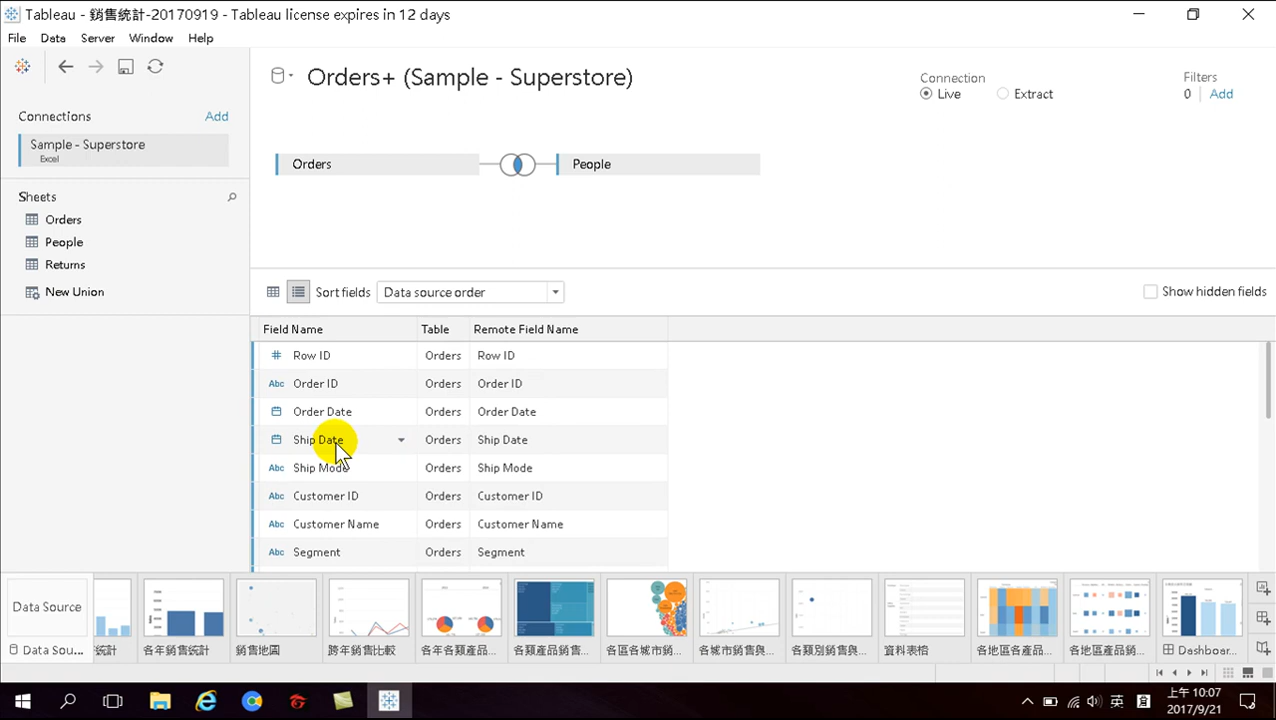 Tableau - 銷售統計-20170919 - Tableau license expires in 12 days
File Data Server Window Help
Orders+ (Sample - Superstore)
Connection
Live Extract
Filters
0 Add
Connections Add
Sample - Superstore
Excel
Sheets
Orders
People
Returns
New Union
Orders People
Sort fields Data source order Show hidden fields
Field Name Table Remote Field Name
# Row ID Orders Row ID
Abc Order ID Orders Order ID
Order Date Orders Order Date
Ship Date Orders Ship Date
Abc Ship Mode Orders Ship Mode
Abc Customer ID Orders Customer ID
Abc Customer Name Orders Customer Name
Abc Segment Orders Segment
Data Source
Data Sou... 统計 各年銷售統計 銷售地圖 跨年銷售比較 各年各類產品... 各類產品銷售... 各區各城市銷... 各城市銷售與... 各類別銷售與... 資料表格 各地區各產品... 各地區產品銷... Dashboar...
英
上午 10:07
2017/9/21